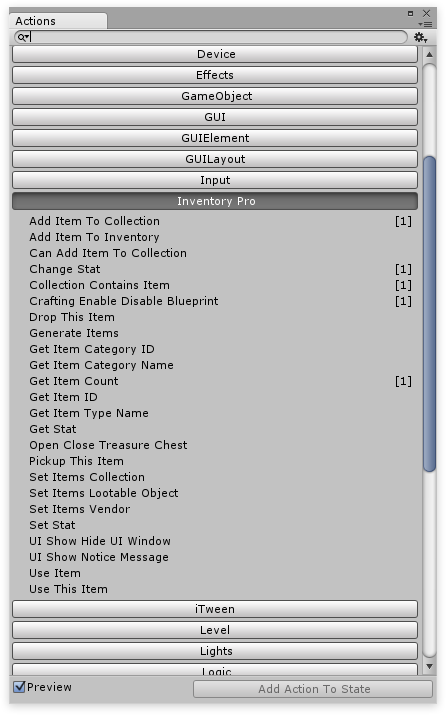 Actions
Device
Effects
GameObject
GUI
GUIElement
GUILayout
Input
Inventory Pro
Add Item To Collection [1]
Add Item To Inventory
Can Add Item To Collection
Change Stat [1]
Collection Contains Item [1]
Crafting Enable Disable Blueprint [1]
Drop This Item
Generate Items
Get Item Category ID
Get Item Category Name
Get Item Count [1]
Get Item ID
Get Item Type Name
Get Stat
Open Close Treasure Chest
Pickup This Item
Set Items Collection
Set Items Lootable Object
Set Items Vendor
Set Stat
UI Show Hide UI Window
UI Show Notice Message
Use Item
Use This Item
iTween
Level
Lights
Logic
Preview Add Action To State